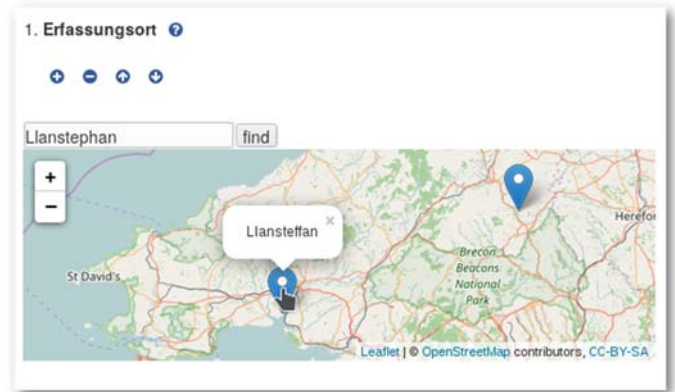 1. Erfassungsort ?
Llanstephan find
+
−
Llansteffan ×
Herefor
St David's
Brecon
Beacons
National
Park
Leaflet | © OpenStreetMap contributors, CC-BY-SA